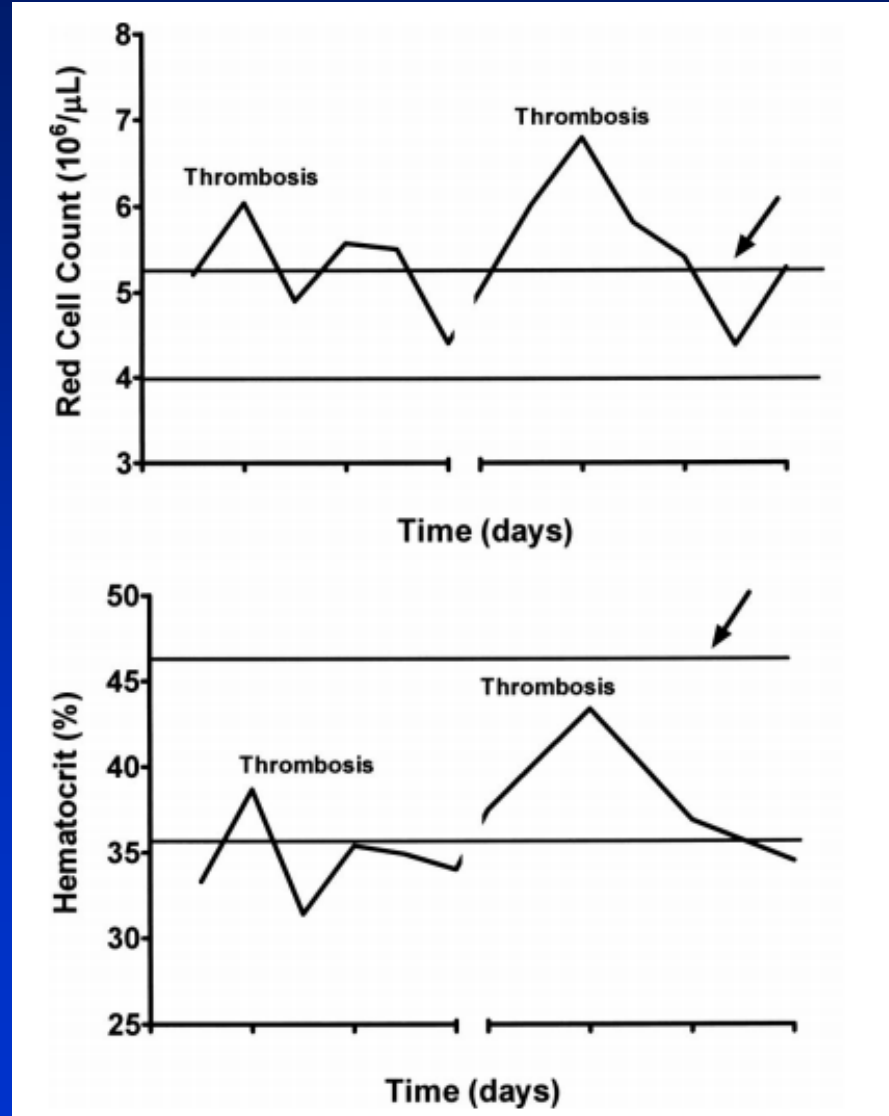 8
7
6
5
4
3
Red Cell Count (10⁶/µL)
Thrombosis
Thrombosis
Time (days)
50
45
40
35
30
25
Hematocrit (%)
Thrombosis
Thrombosis
Time (days)